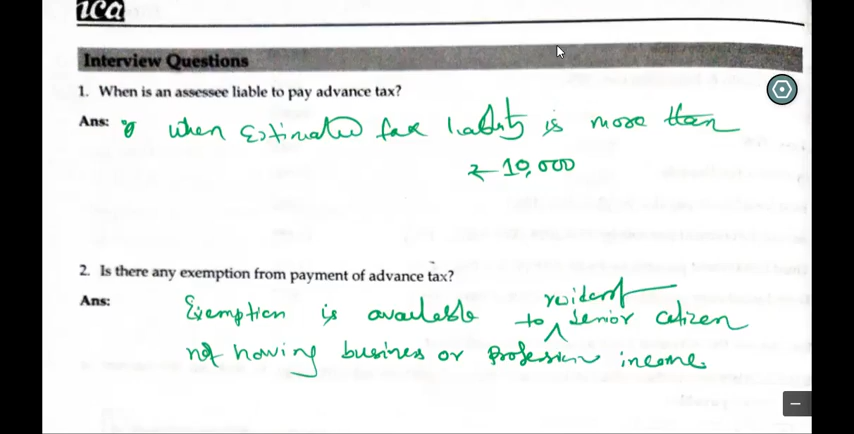 ica
Interview Questions
1. When is an assessee liable to pay advance tax?
Ans: When estimated tax liability is more than
₹ 10,000
2. Is there any exemption from payment of advance tax?
Ans: Exemption is available to resident senior citizen
not having business or profession income